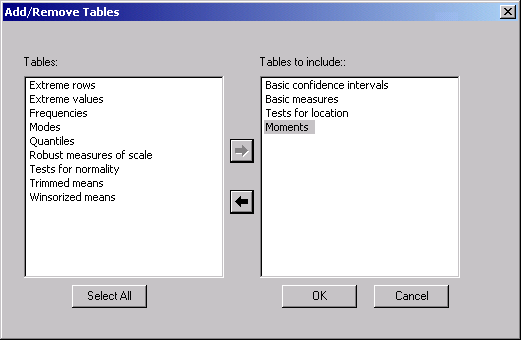 Add/Remove Tables
Tables:
Extreme rows
Extreme values
Frequencies
Modes
Quantiles
Robust measures of scale
Tests for normality
Trimmed means
Winsorized means
Select All
Tables to include::
Basic confidence intervals
Basic measures
Tests for location
Moments
OK
Cancel